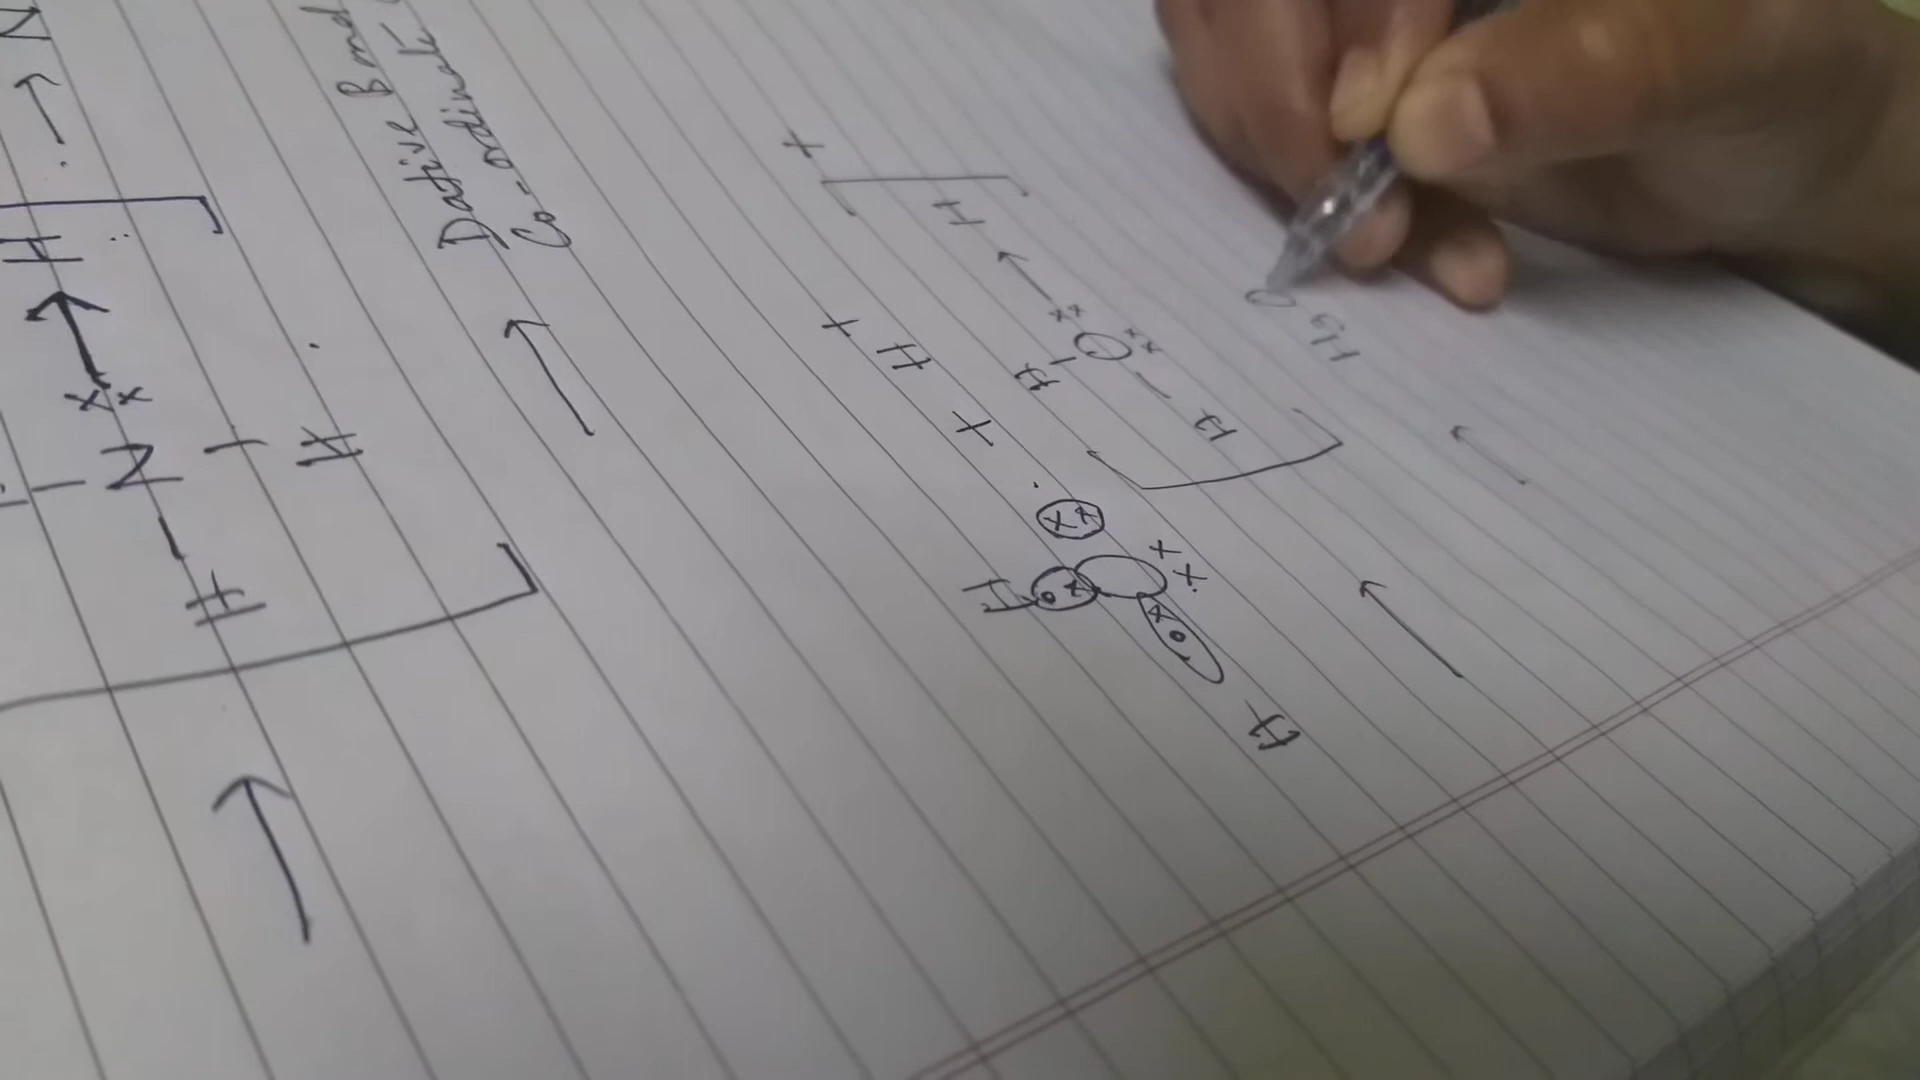 → [H — N ×× → H]
H
→ Dative Bond
Co-ordinate
H O ×× + H +
H
→ [H — O ×× → H] +
H
→ H₃O